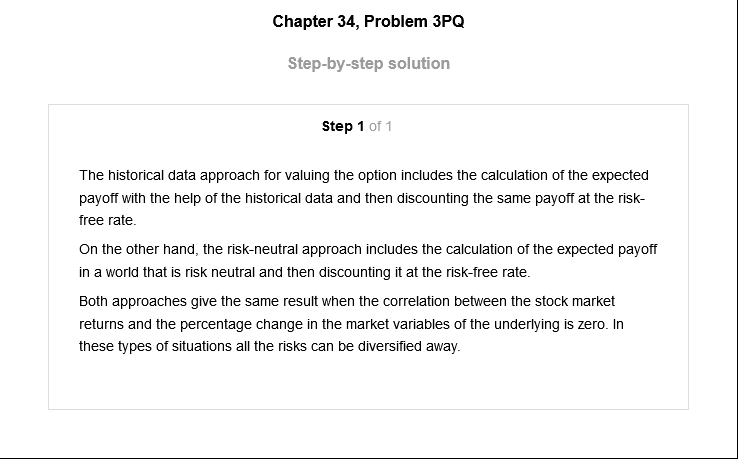 Chapter 34, Problem 3PQ
Step-by-step solution
Step 1 of 1
The historical data approach for valuing the option includes the calculation of the expected
payoff with the help of the historical data and then discounting the same payoff at the risk-
free rate.
On the other hand, the risk-neutral approach includes the calculation of the expected payoff
in a world that is risk neutral and then discounting it at the risk-free rate.
Both approaches give the same result when the correlation between the stock market
returns and the percentage change in the market variables of the underlying is zero. In
these types of situations all the risks can be diversified away.